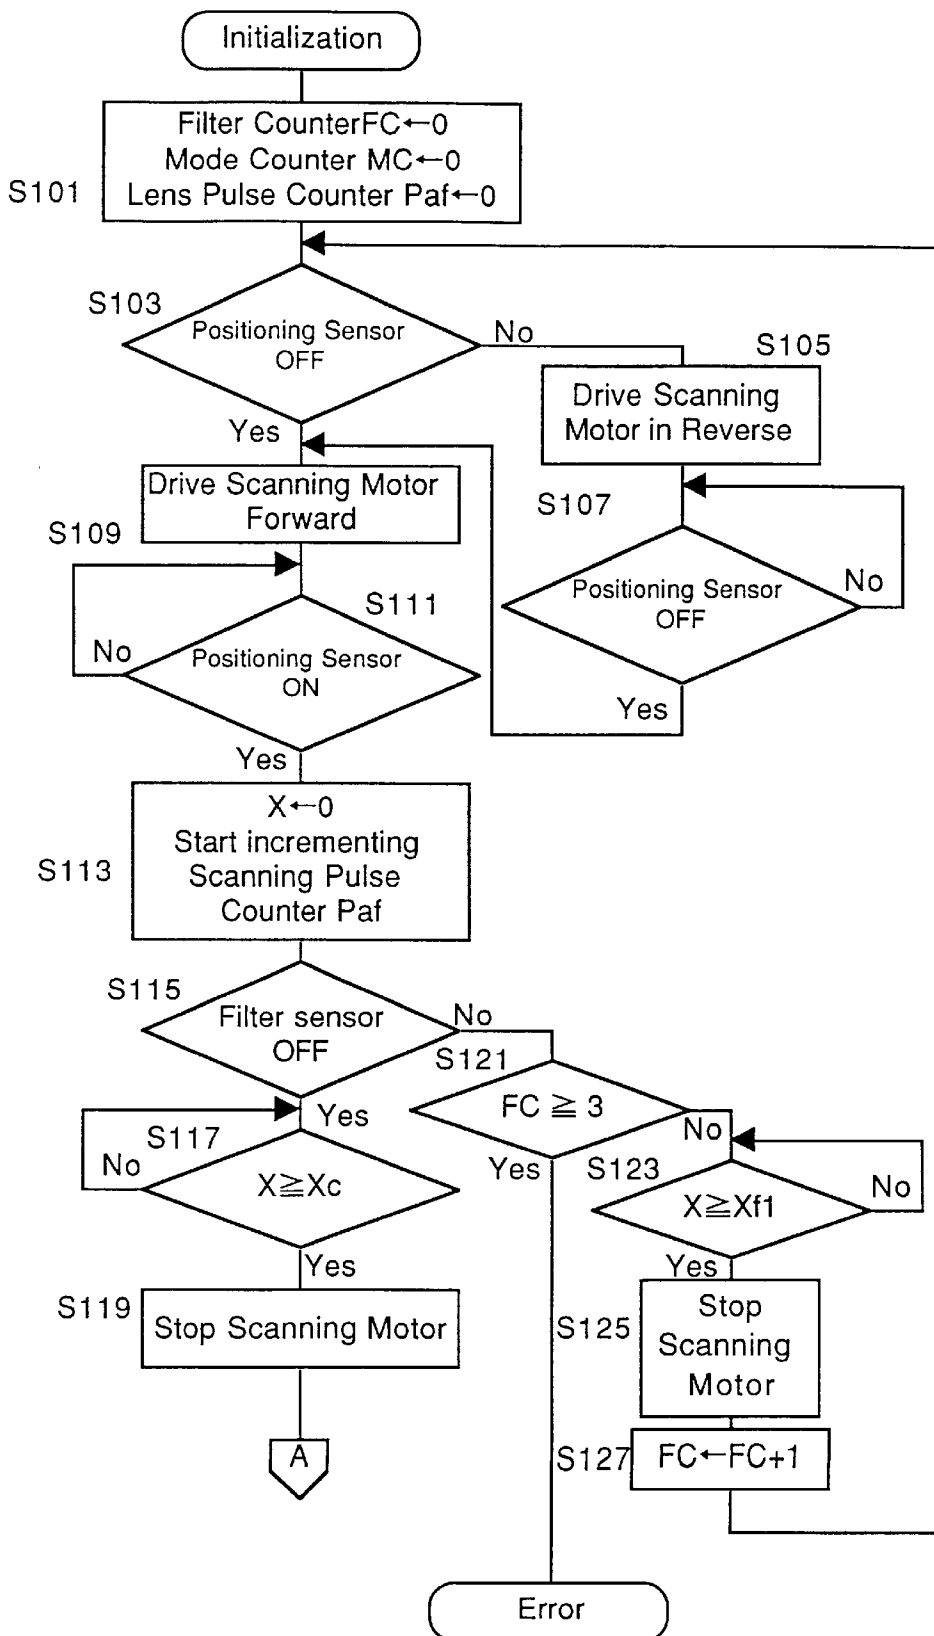 Initialization
Filter CounterFC←0
Mode Counter MC←0
Lens Pulse Counter Paf←0
S101
S103
Positioning Sensor
OFF
No
Yes
S105
Drive Scanning
Motor in Reverse
S107
Positioning Sensor
OFF
No
Yes
Drive Scanning Motor
Forward
S109
S111
Positioning Sensor
ON
No
Yes
X←0
Start incrementing
Scanning Pulse
Counter Paf
S113
S115
Filter sensor
OFF
No
Yes
S117
X≧Xc
No
Yes
S119
Stop Scanning Motor
A
S121
FC ≧ 3
No
Yes
S123
X≧Xf1
No
Yes
S125
Stop
Scanning
Motor
S127
FC←FC+1
Error